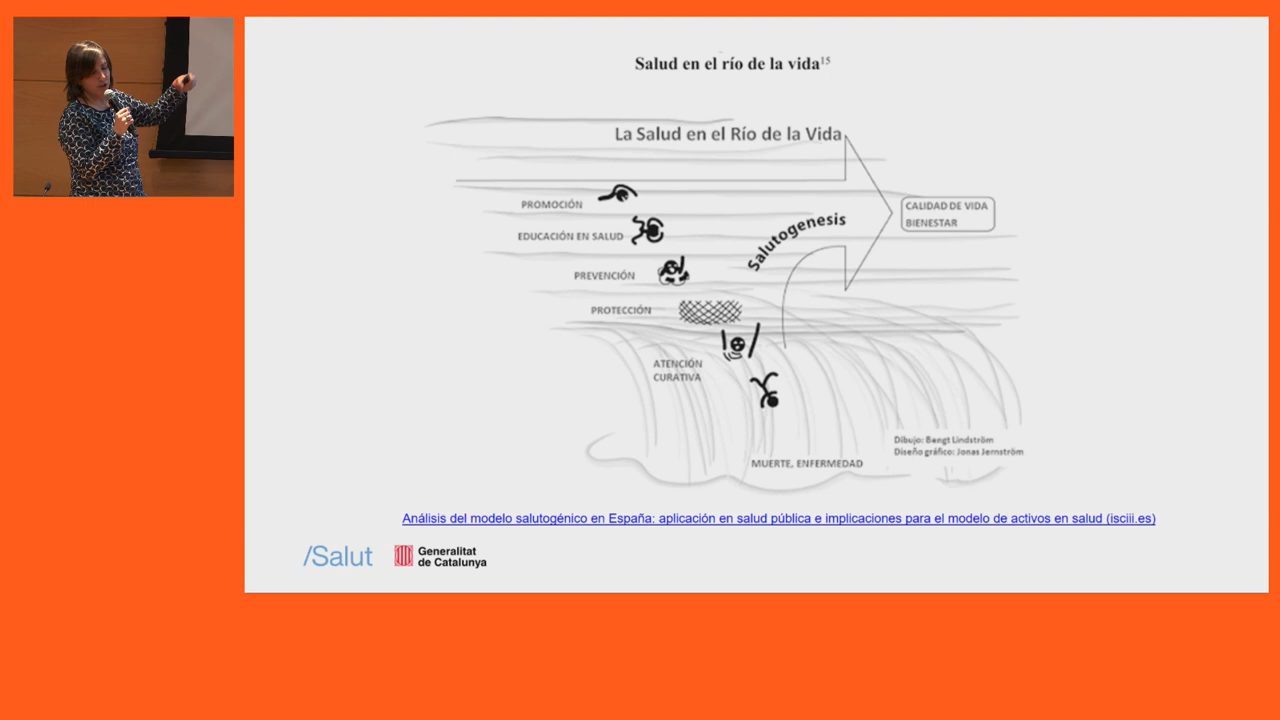 Salud en el río de la vida¹⁵
La Salud en el Río de la Vida
PROMOCIÓN
EDUCACIÓN EN SALUD
PREVENCIÓN
PROTECCIÓN
ATENCIÓN
CURATIVA
Salutogenesis
CALIDAD DE VIDA
BIENESTAR
MUERTE, ENFERMEDAD
Dibujo: Bengt Lindström
Diseño gráfico: Jonas Jernström
Análisis del modelo salutogénico en España: aplicación en salud pública e implicaciones para el modelo de activos en salud (isciii.es)
/Salut
Generalitat
de Catalunya